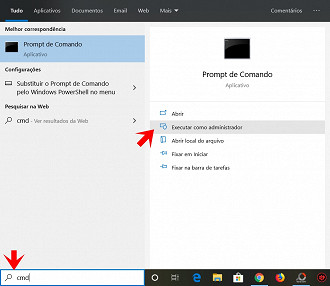 Tudo Aplicativos Documentos Email Web Mais Comentários
Melhor correspondência
Prompt de Comando
Aplicativo
Configurações
Substituir o Prompt de Comando
pelo Windows PowerShell no menu
Pesquisar na Web
cmd - Ver resultados da Web
Prompt de Comando
Aplicativo
Abrir
Executar como administrador
Abrir local do arquivo
Fixar em Iniciar
Fixar na barra de tarefas
cmd